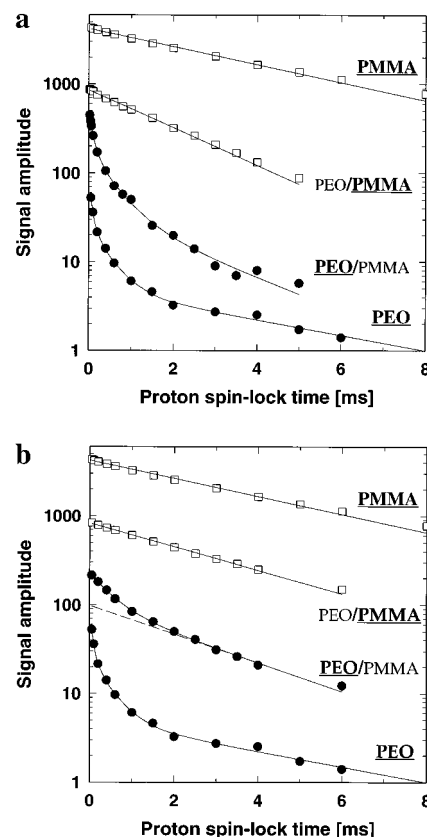 a
1000
100
10
1
0
2
4
6
8
Signal amplitude
Proton spin-lock time [ms]
PMMA
PEO/PMMA
PEO/PMMA
PEO
b
1000
100
10
1
0
2
4
6
8
Signal amplitude
Proton spin-lock time [ms]
PMMA
PEO/PMMA
PEO/PMMA
PEO